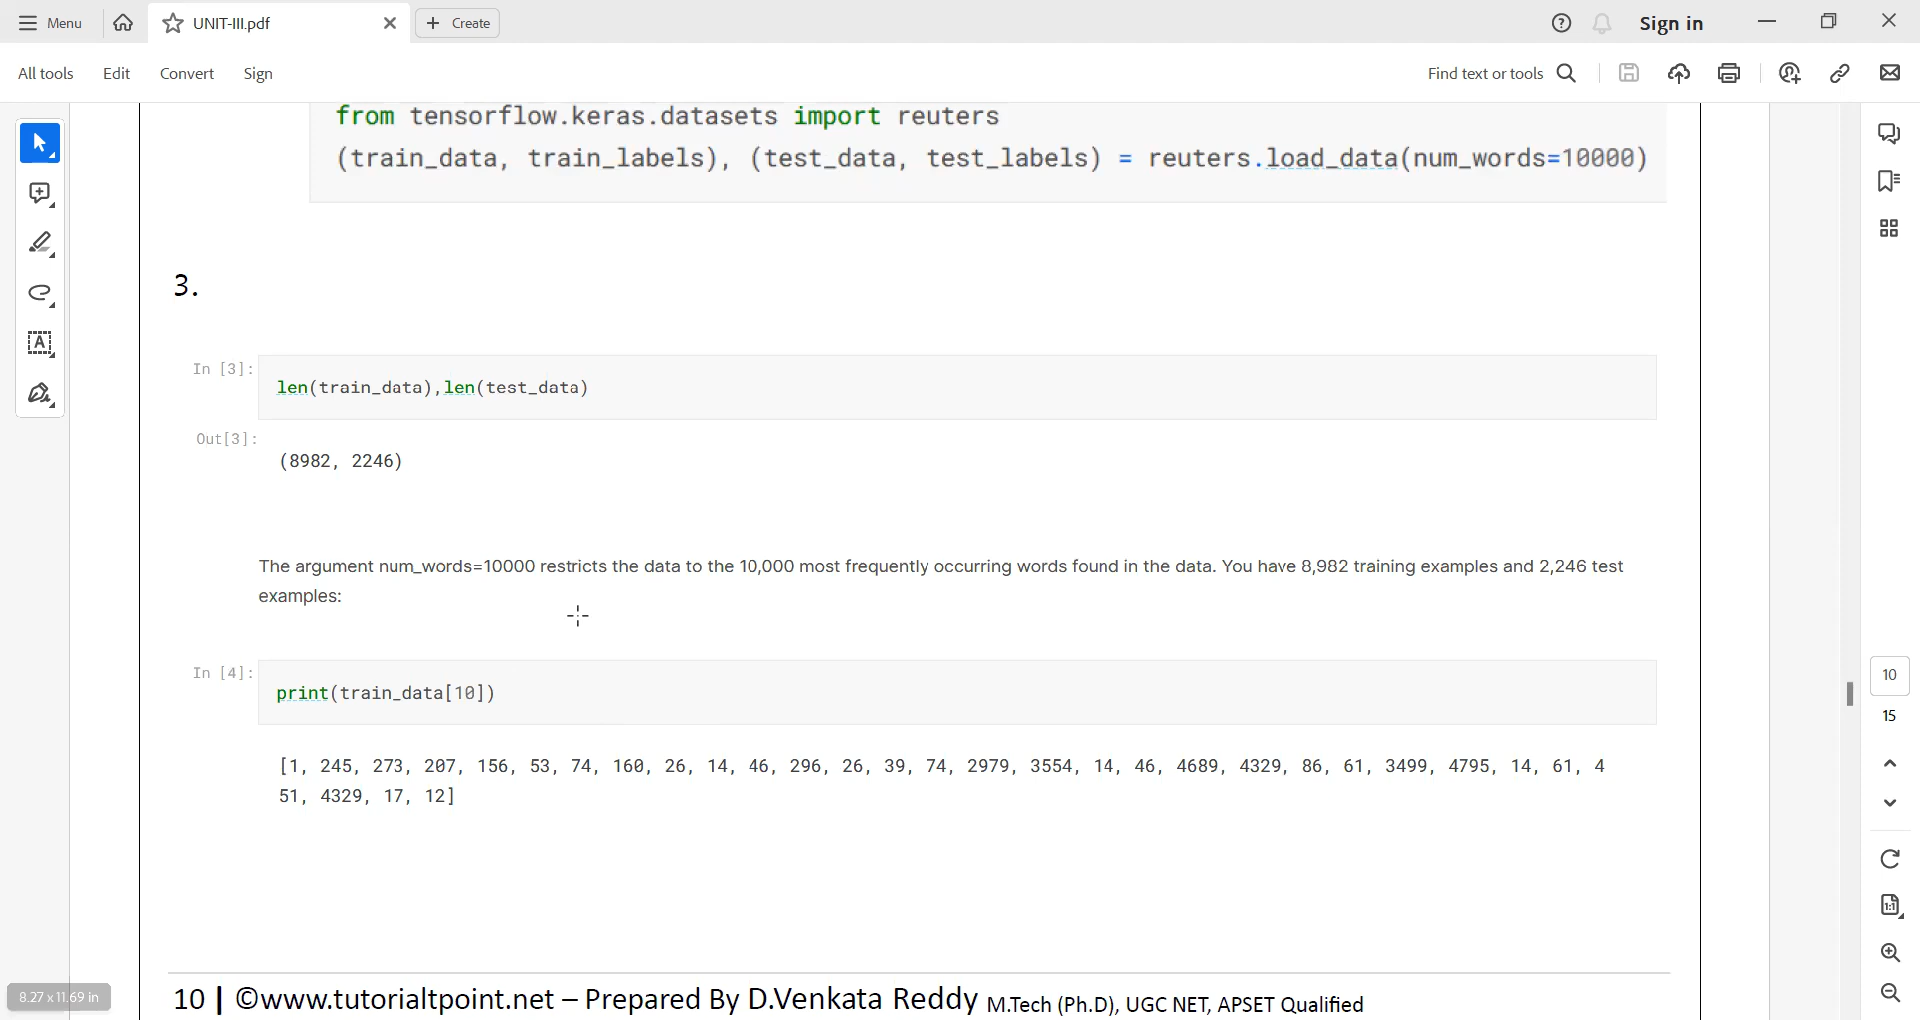 Menu
UNIT-III.pdf
Create
Sign in
All tools Edit Convert Sign
Find text or tools
from tensorflow.keras.datasets import reuters
(train_data, train_labels), (test_data, test_labels) = reuters.load_data(num_words=10000)
3.
In [3]:
len(train_data),len(test_data)
Out[3]:
(8982, 2246)
The argument num_words=10000 restricts the data to the 10,000 most frequently occurring words found in the data. You have 8,982 training examples and 2,246 test
examples:
In [4]:
print(train_data[10])
[1, 245, 273, 207, 156, 53, 74, 160, 26, 14, 46, 296, 26, 39, 74, 2979, 3554, 14, 46, 4689, 4329, 86, 61, 3499, 4795, 14, 61, 4
51, 4329, 17, 12]
10
15
8.27 x 11.69 in
10 | ©www.tutorialtpoint.net – Prepared By D.Venkata Reddy M.Tech (Ph.D), UGC NET, APSET Qualified